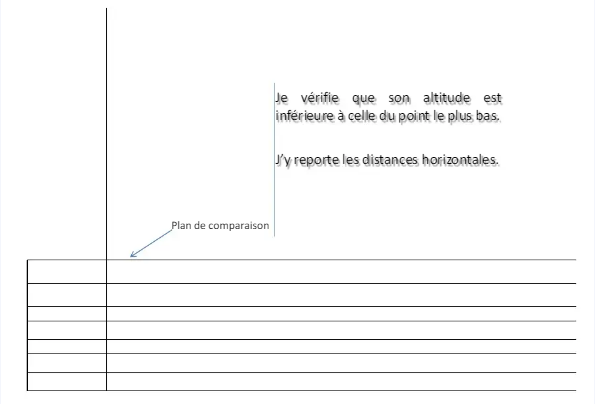 Je vérifie que son altitude est
inférieure à celle du point le plus bas.
J'y reporte les distances horizontales.
Plan de comparaison